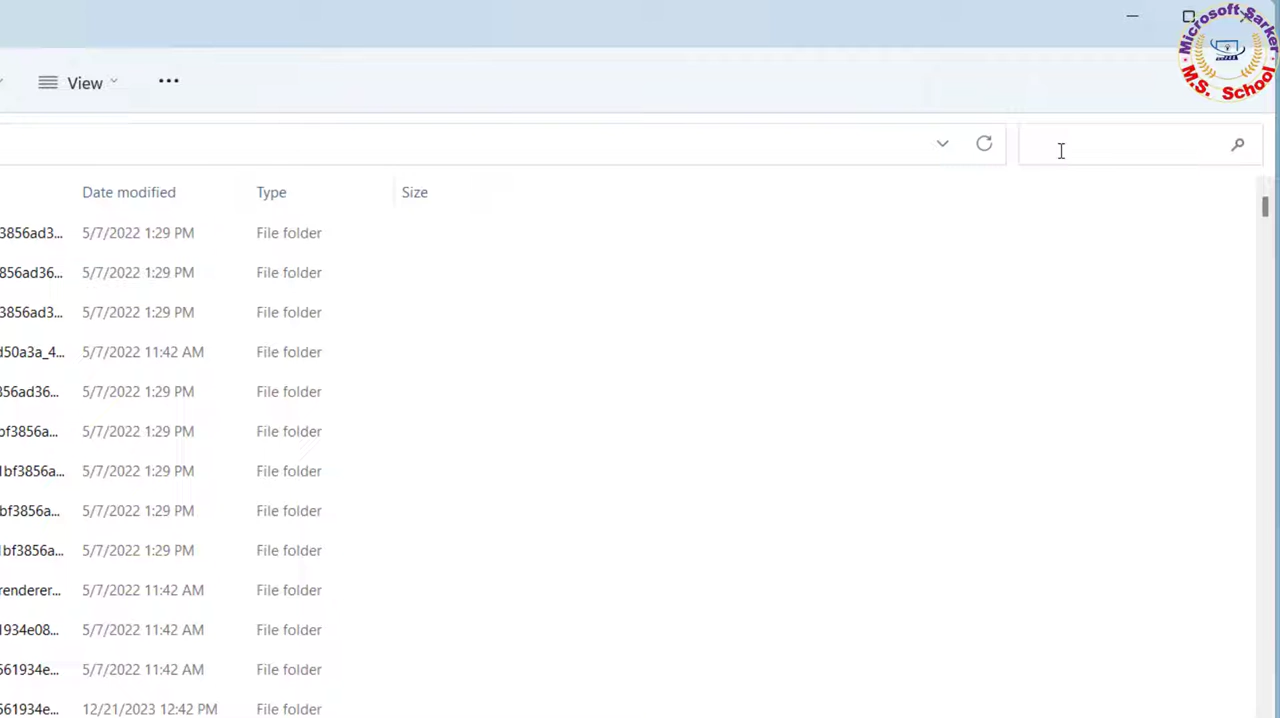 Microsoft Sarker
M.S. School
View
Date modified Type Size
3856ad3... 5/7/2022 1:29 PM File folder
856ad36... 5/7/2022 1:29 PM File folder
3856ad3... 5/7/2022 1:29 PM File folder
d50a3a_4... 5/7/2022 11:42 AM File folder
856ad36... 5/7/2022 1:29 PM File folder
bf3856a... 5/7/2022 1:29 PM File folder
1bf3856a... 5/7/2022 1:29 PM File folder
bf3856a... 5/7/2022 1:29 PM File folder
1bf3856a... 5/7/2022 1:29 PM File folder
renderer... 5/7/2022 11:42 AM File folder
1934e08... 5/7/2022 11:42 AM File folder
561934e... 5/7/2022 11:42 AM File folder
561934e... 12/21/2023 12:42 PM File folder